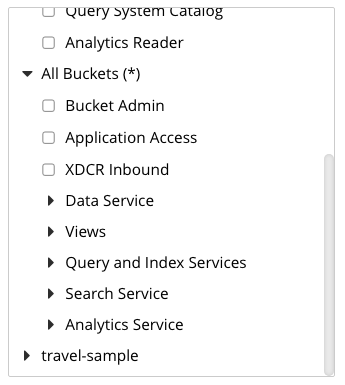 Query System Catalog
Analytics Reader
All Buckets (*)
Bucket Admin
Application Access
XDCR Inbound
Data Service
Views
Query and Index Services
Search Service
Analytics Service
travel-sample